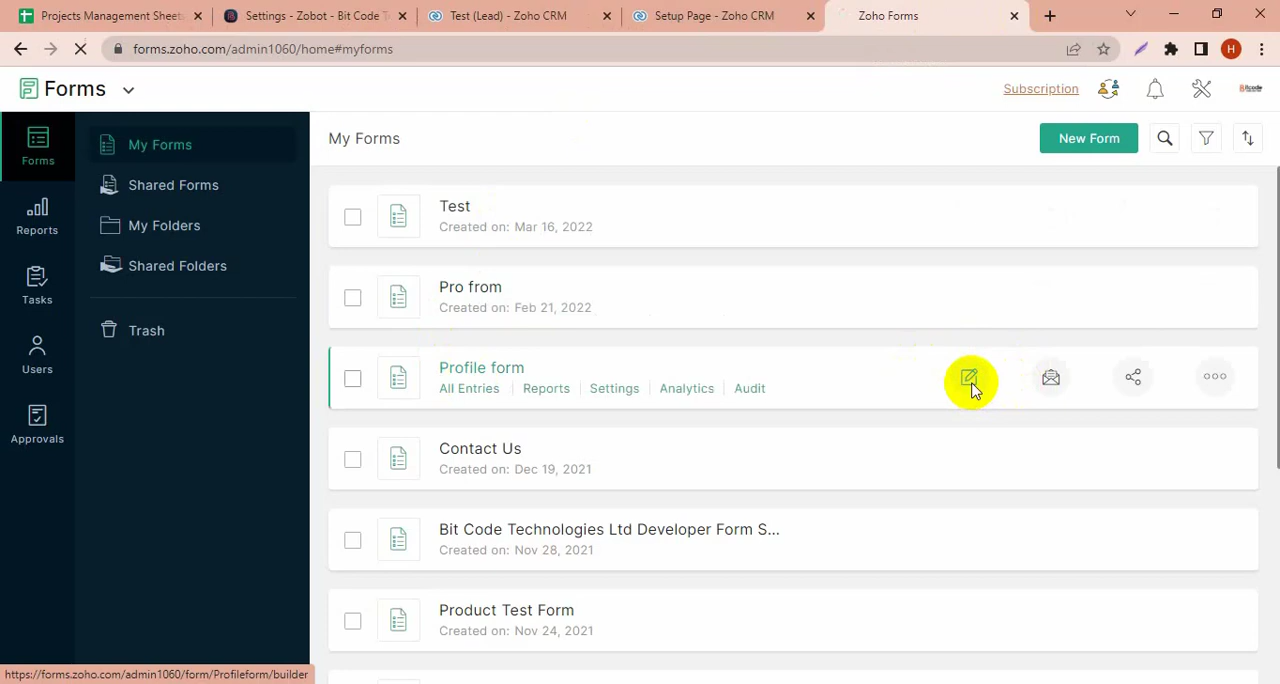 Projects Management Sheets
Settings - Zobot - Bit Code T
Test (Lead) - Zoho CRM
Setup Page - Zoho CRM
Zoho Forms
forms.zoho.com/admin1060/home#myforms
H
Forms
Subscription
Forms
Reports
Tasks
Users
Approvals
My Forms
Shared Forms
My Folders
Shared Folders
Trash
My Forms
New Form
Test
Created on: Mar 16, 2022
Pro from
Created on: Feb 21, 2022
Profile form
All Entries Reports Settings Analytics Audit
Contact Us
Created on: Dec 19, 2021
Bit Code Technologies Ltd Developer Form S...
Created on: Nov 28, 2021
Product Test Form
Created on: Nov 24, 2021
https://forms.zoho.com/admin1060/form/Profileform/builder